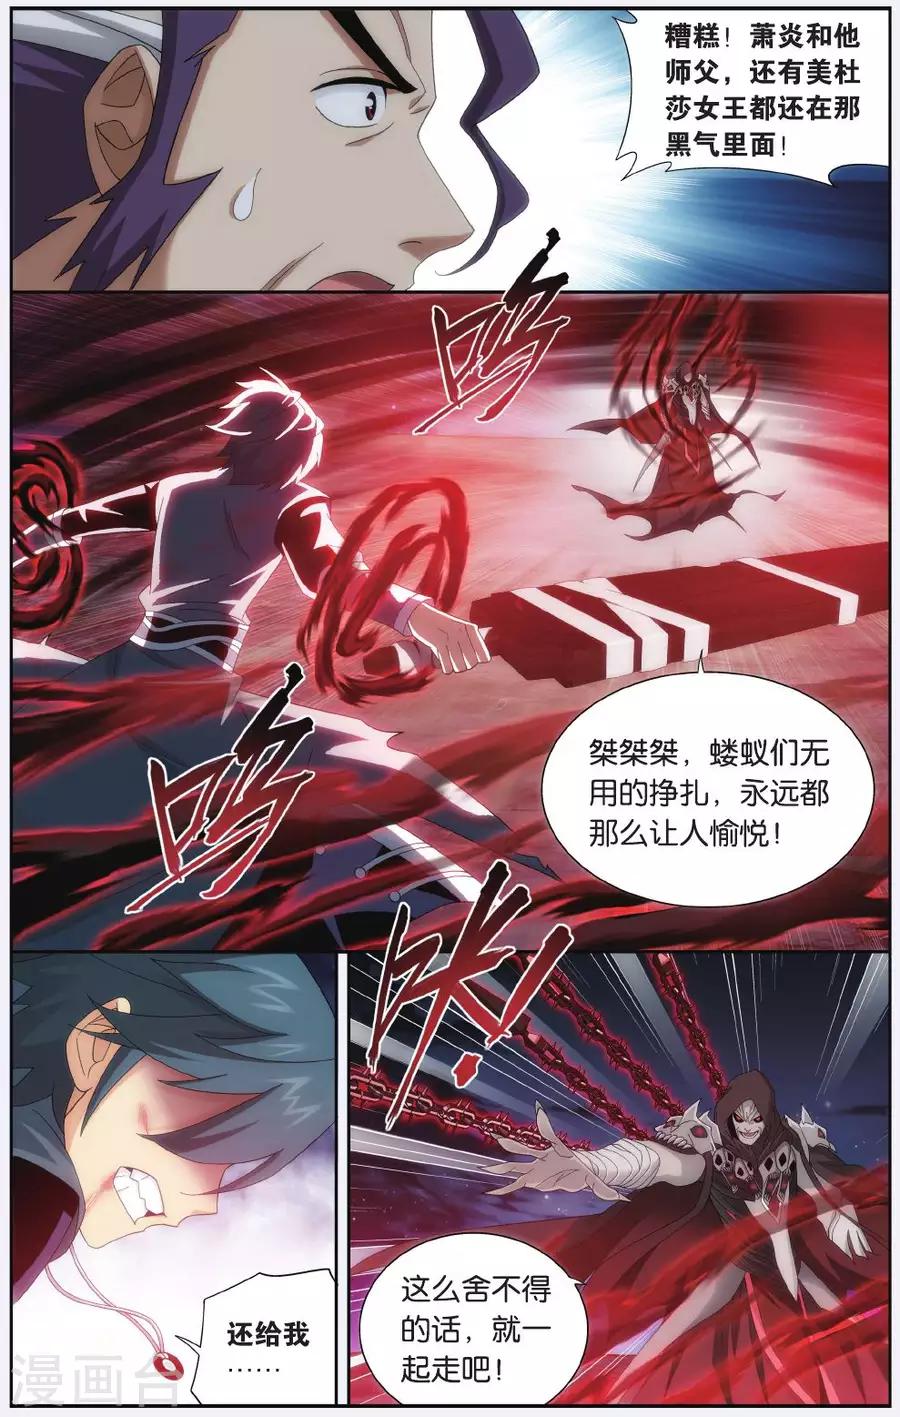 糟糕！萧炎和他
师父，还有美杜
莎女王都还在那
黑气里面！
呜
呜
桀桀桀，蝼蚁们无
用的挣扎，永远都
那么让人愉悦！
咔！
还给我
……
这么舍不得
的话，就一
起走吧！
漫画台